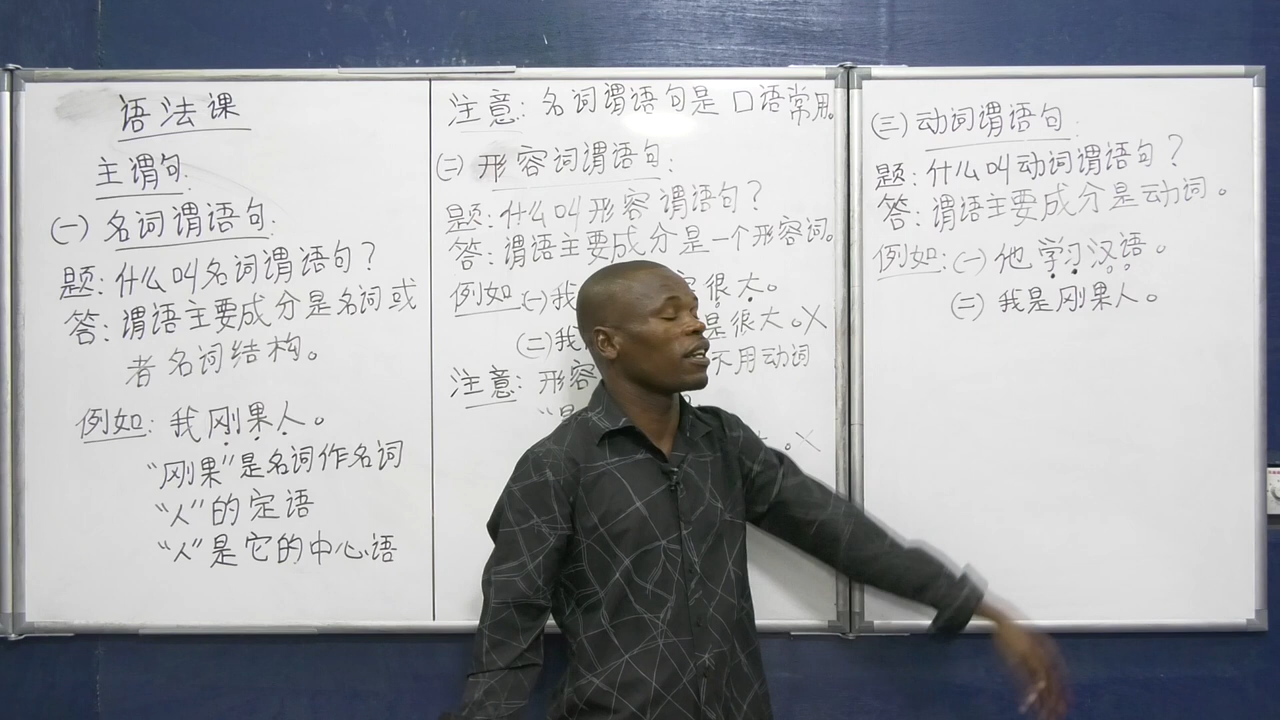 语法课
主谓句:
(一) 名词谓语句:
题: 什么叫名词谓语句?
答: 谓语主要成分是名词或
者名词结构。
例如: 我刚果人。
“刚果”是名词作名词
“人”的定语
“人”是它的中心语
注意: 名词谓语句是口语常用。
(二) 形容词谓语句:
题: 什么叫形容谓语句?
答: 谓语主要成分是一个形容词。
例如 (一) 我 很大。
(二) 我 是很大。X
注意: 形容 不用动词
“是
。X
(三) 动词谓语句:
题: 什么叫动词谓语句?
答: 谓语主要成分是动词。
例如: (一) 他学习汉语。
(二) 我是刚果人。